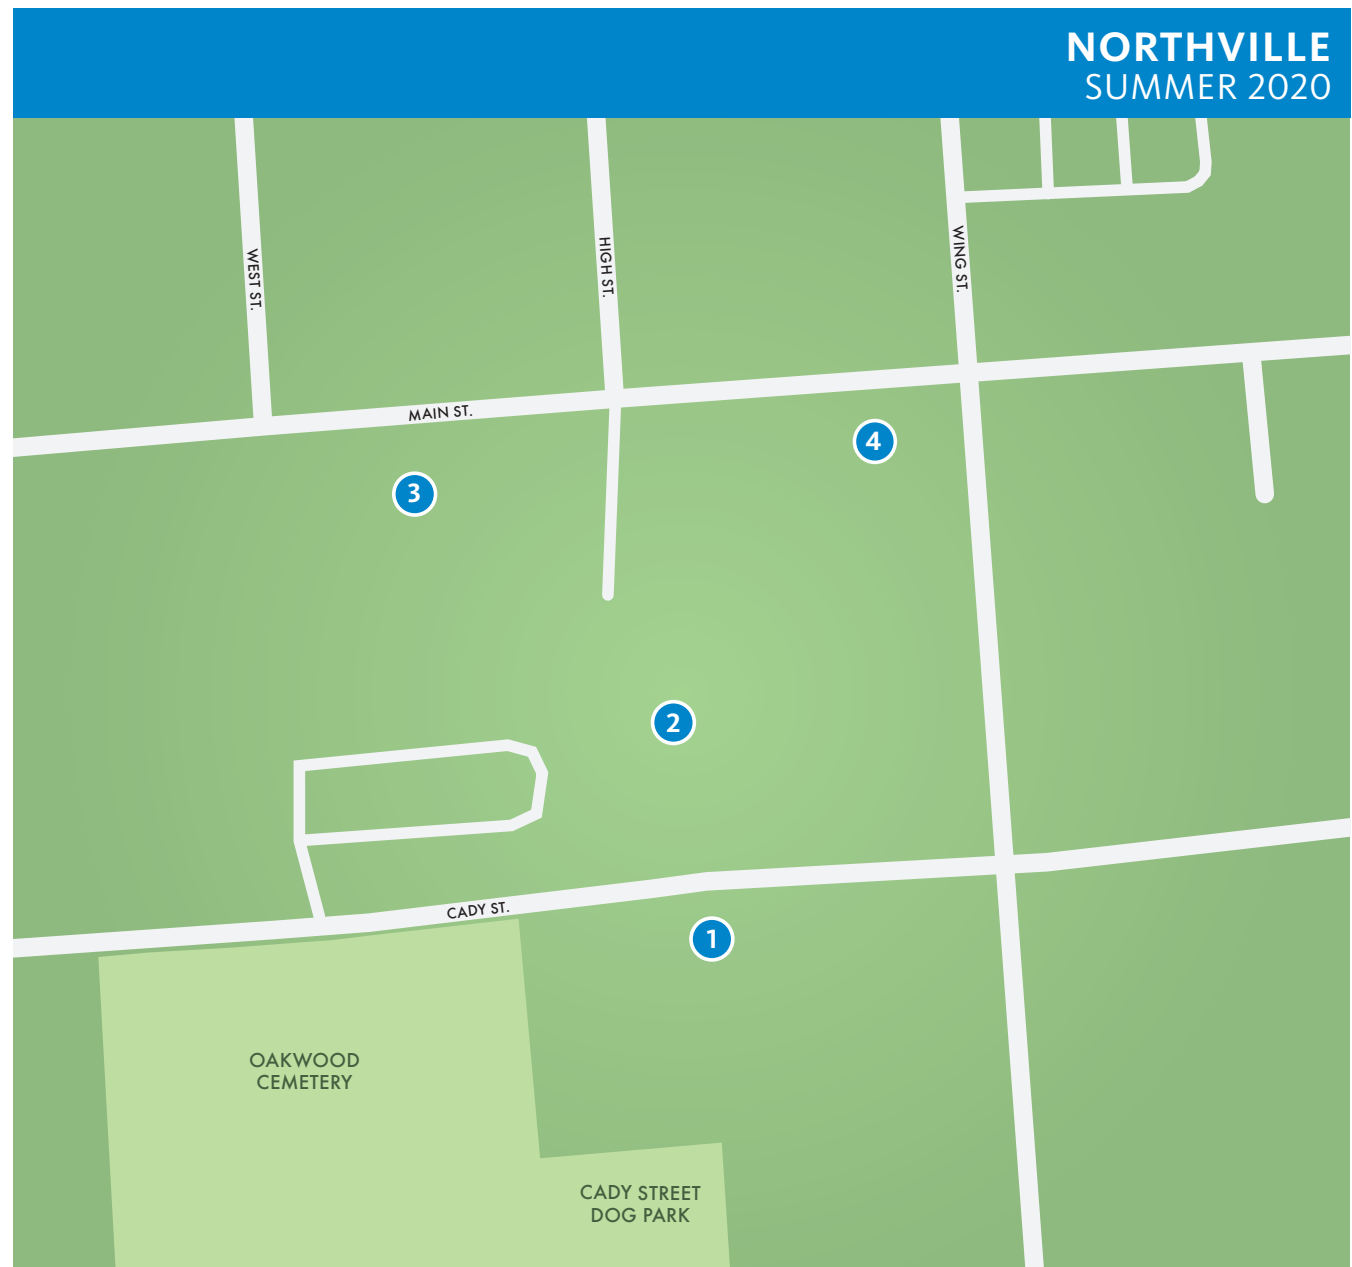 NORTHVILLE
SUMMER 2020
WEST ST.
HIGH ST.
WING ST.
MAIN ST.
4
3
2
CADY ST.
1
OAKWOOD
CEMETERY
CADY STREET
DOG PARK